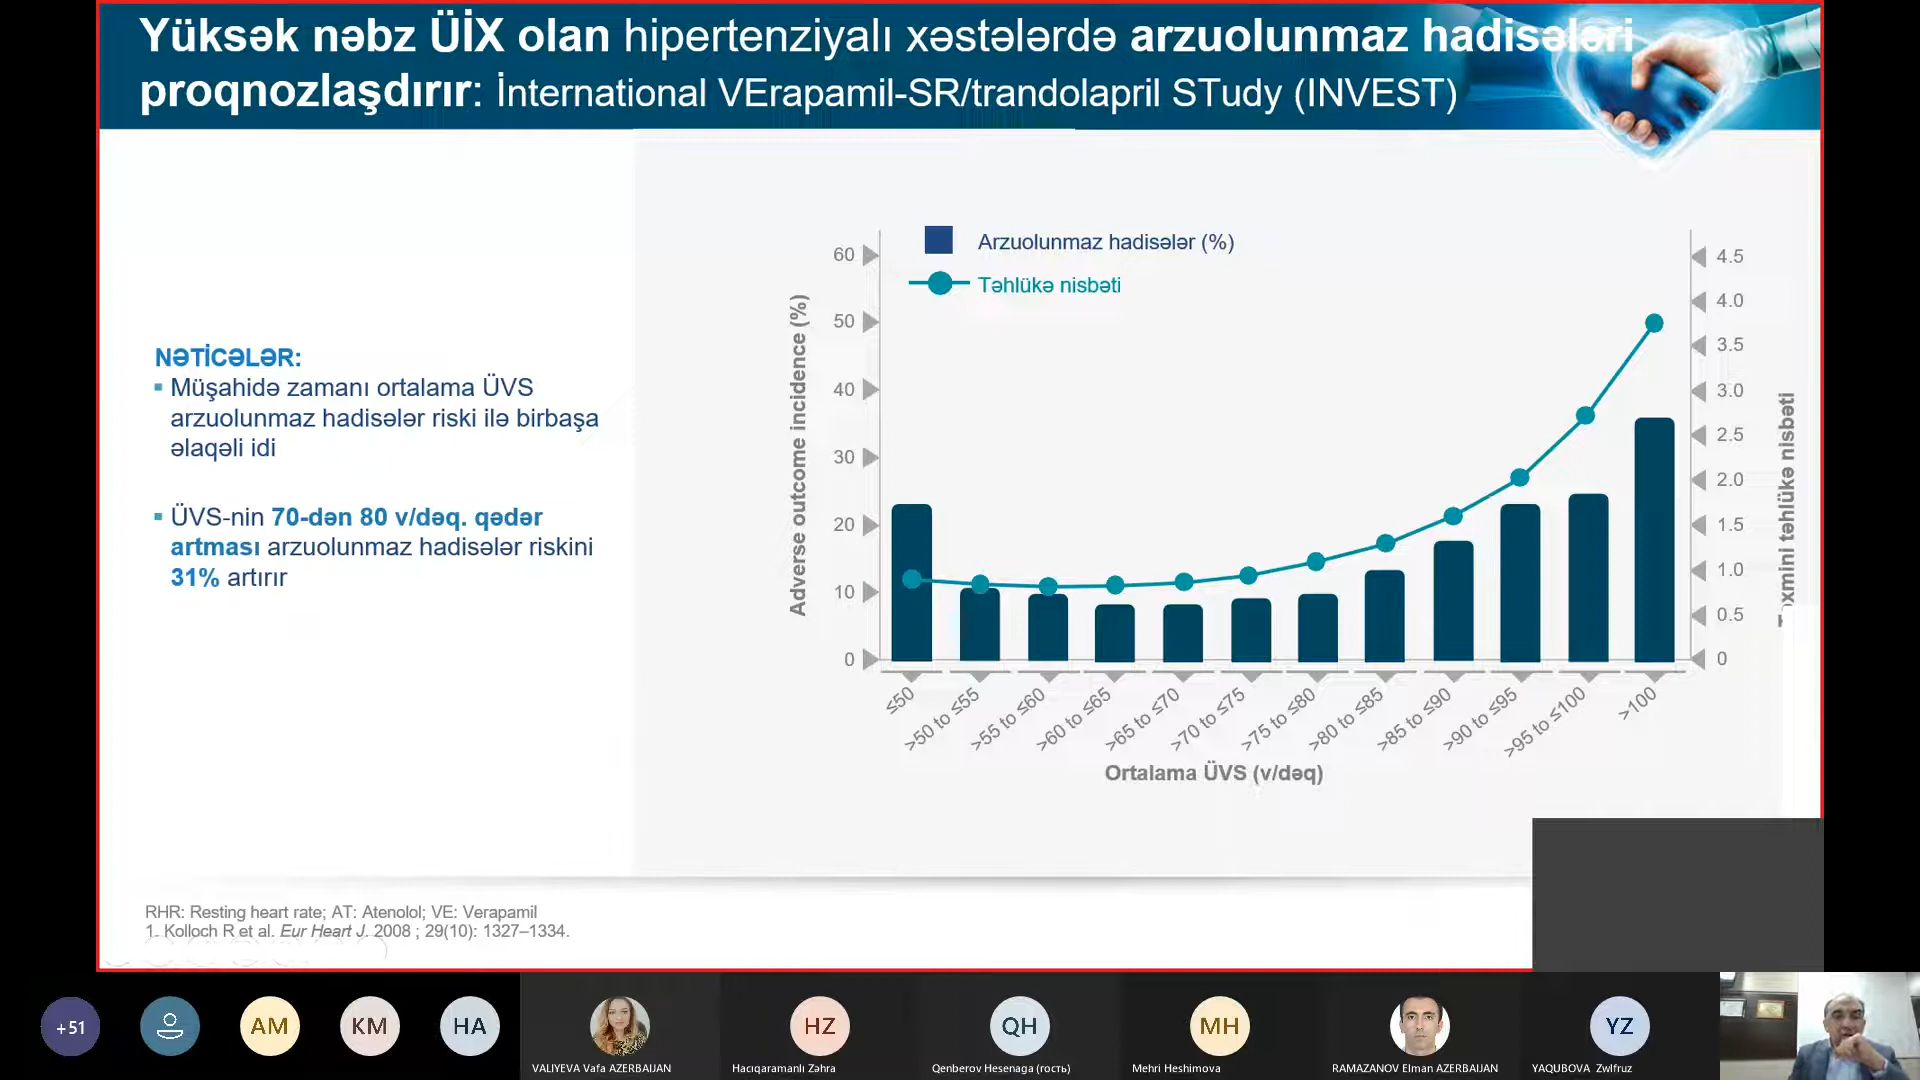 Yüksək nəbz ÜİX olan hipertenziyalı xəstələrdə arzuolunmaz hadisələri
proqnozlaşdırır: İnternational VErapamil-SR/trandolapril STudy (INVEST)
NƏTİCƏLƏR:
▪ Müşahidə zamanı ortalama ÜVS
arzuolunmaz hadisələr riski ilə birbaşa
əlaqəli idi
▪ ÜVS-nin 70-dən 80 v/dəq. qədər
artması arzuolunmaz hadisələr riskini
31% artırır
Arzuolunmaz hadisələr (%)
Təhlükə nisbəti
Adverse outcome incidence (%)
60
50
40
30
20
10
0
4.5
4.0
3.5
3.0
2.5
2.0
1.5
1.0
0.5
0
təhlükə nisbəti
≤50
>50 to ≤55
>55 to ≤60
>60 to ≤65
>65 to ≤70
>70 to ≤75
>75 to ≤80
>80 to ≤85
>85 to ≤90
>90 to ≤95
>95 to ≤100
>100
Ortalama ÜVS (v/dəq)
RHR: Resting heart rate; AT: Atenolol; VE: Verapamil
1. Kolloch R et al. Eur Heart J. 2008 ; 29(10): 1327–1334.
+51
AM
KM
HA
HZ
QH
MH
YZ
VALIYEVA Vafa AZERBAIJAN
Hacıqaramanlı Zəhra
Qenberov Hesenaga (гость)
Mehri Heshimova
RAMAZANOV Elman AZERBAIJAN
YAQUBOVA Zwlfruz